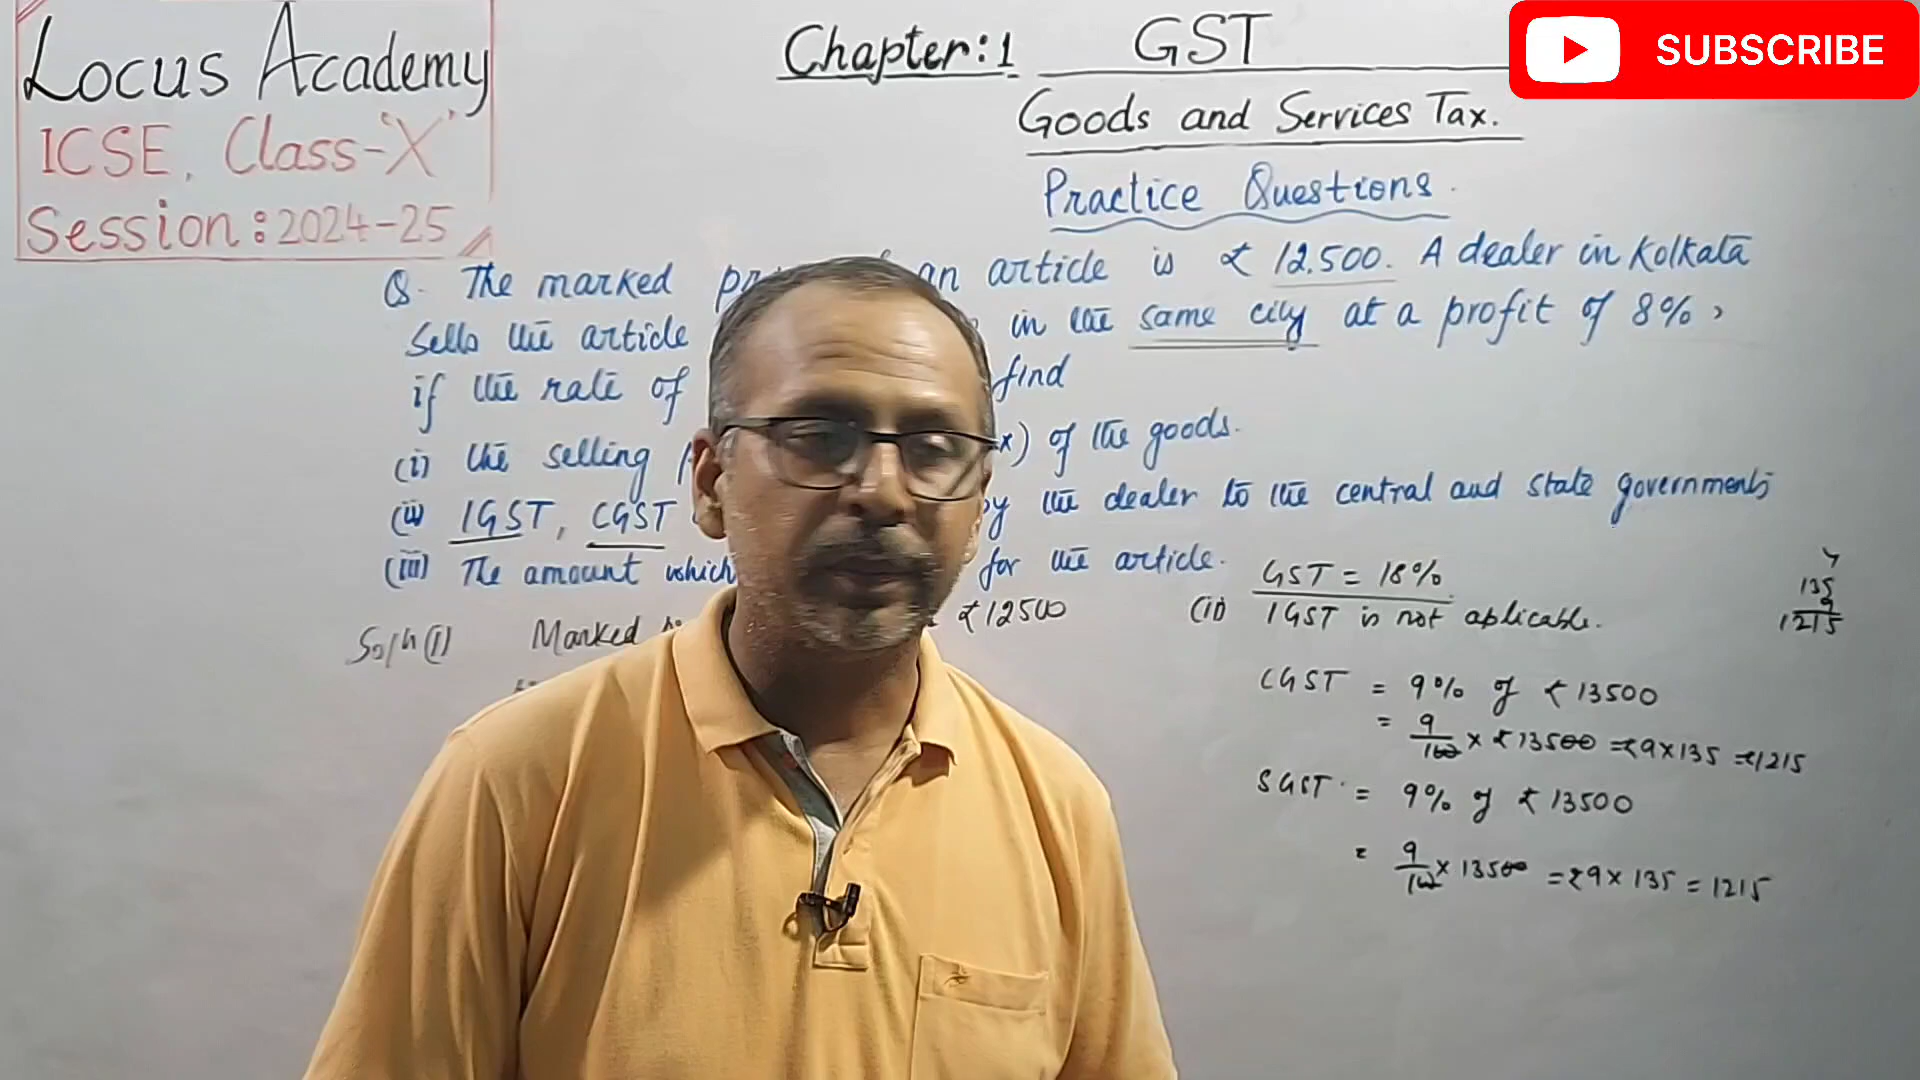 Locus Academy
ICSE, Class-"X"
Session: 2024-25
Chapter: 1 GST
SUBSCRIBE
Goods and Services Tax.
Practice Questions.
Q. The marked an article is ₹ 12,500. A dealer in Kolkata
sells the article in the same city at a profit of 8%,
if the rate of find
(i) the selling x) of the goods.
(ii) IGST, CGST by the dealer to the central and state governments
(iii) The amount which for the article.
Soln (i) Marked ₹ 12500
GST = 18%
(ii) IGST is not aplicable.
135
9
1215
CGST = 9% of ₹ 13500
= 9/100 × ₹ 13500 = ₹ 9 × 135 = ₹ 1215
SGST = 9% of ₹ 13500
= 9/100 × 13500 = ₹ 9 × 135 = 1215